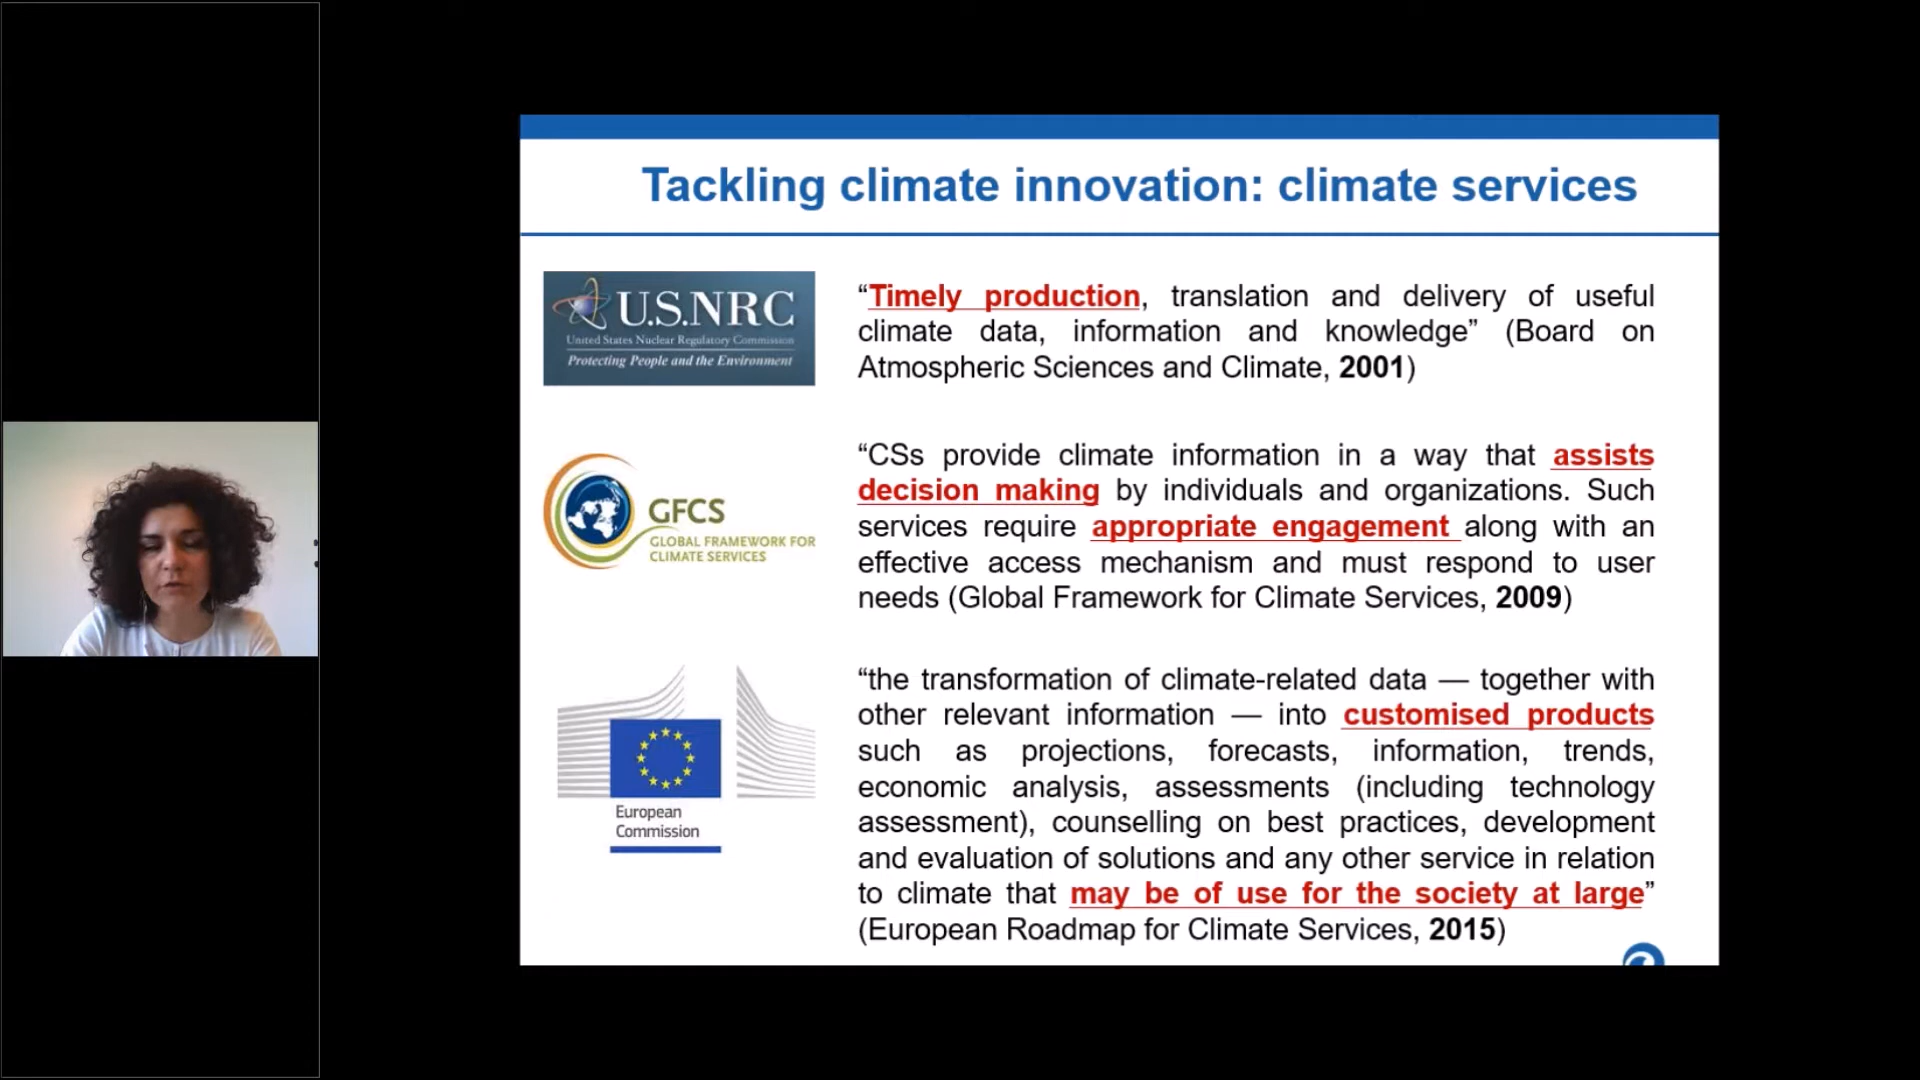 Tackling climate innovation: climate services
U.S.NRC
United States Nuclear Regulatory Commission
Protecting People and the Environment
“Timely production, translation and delivery of useful
climate data, information and knowledge” (Board on
Atmospheric Sciences and Climate, 2001)
GFCS
GLOBAL FRAMEWORK FOR
CLIMATE SERVICES
“CSs provide climate information in a way that assists
decision making by individuals and organizations. Such
services require appropriate engagement along with an
effective access mechanism and must respond to user
needs (Global Framework for Climate Services, 2009)
European
Commission
“the transformation of climate-related data — together with
other relevant information — into customised products
such as projections, forecasts, information, trends,
economic analysis, assessments (including technology
assessment), counselling on best practices, development
and evaluation of solutions and any other service in relation
to climate that may be of use for the society at large”
(European Roadmap for Climate Services, 2015)